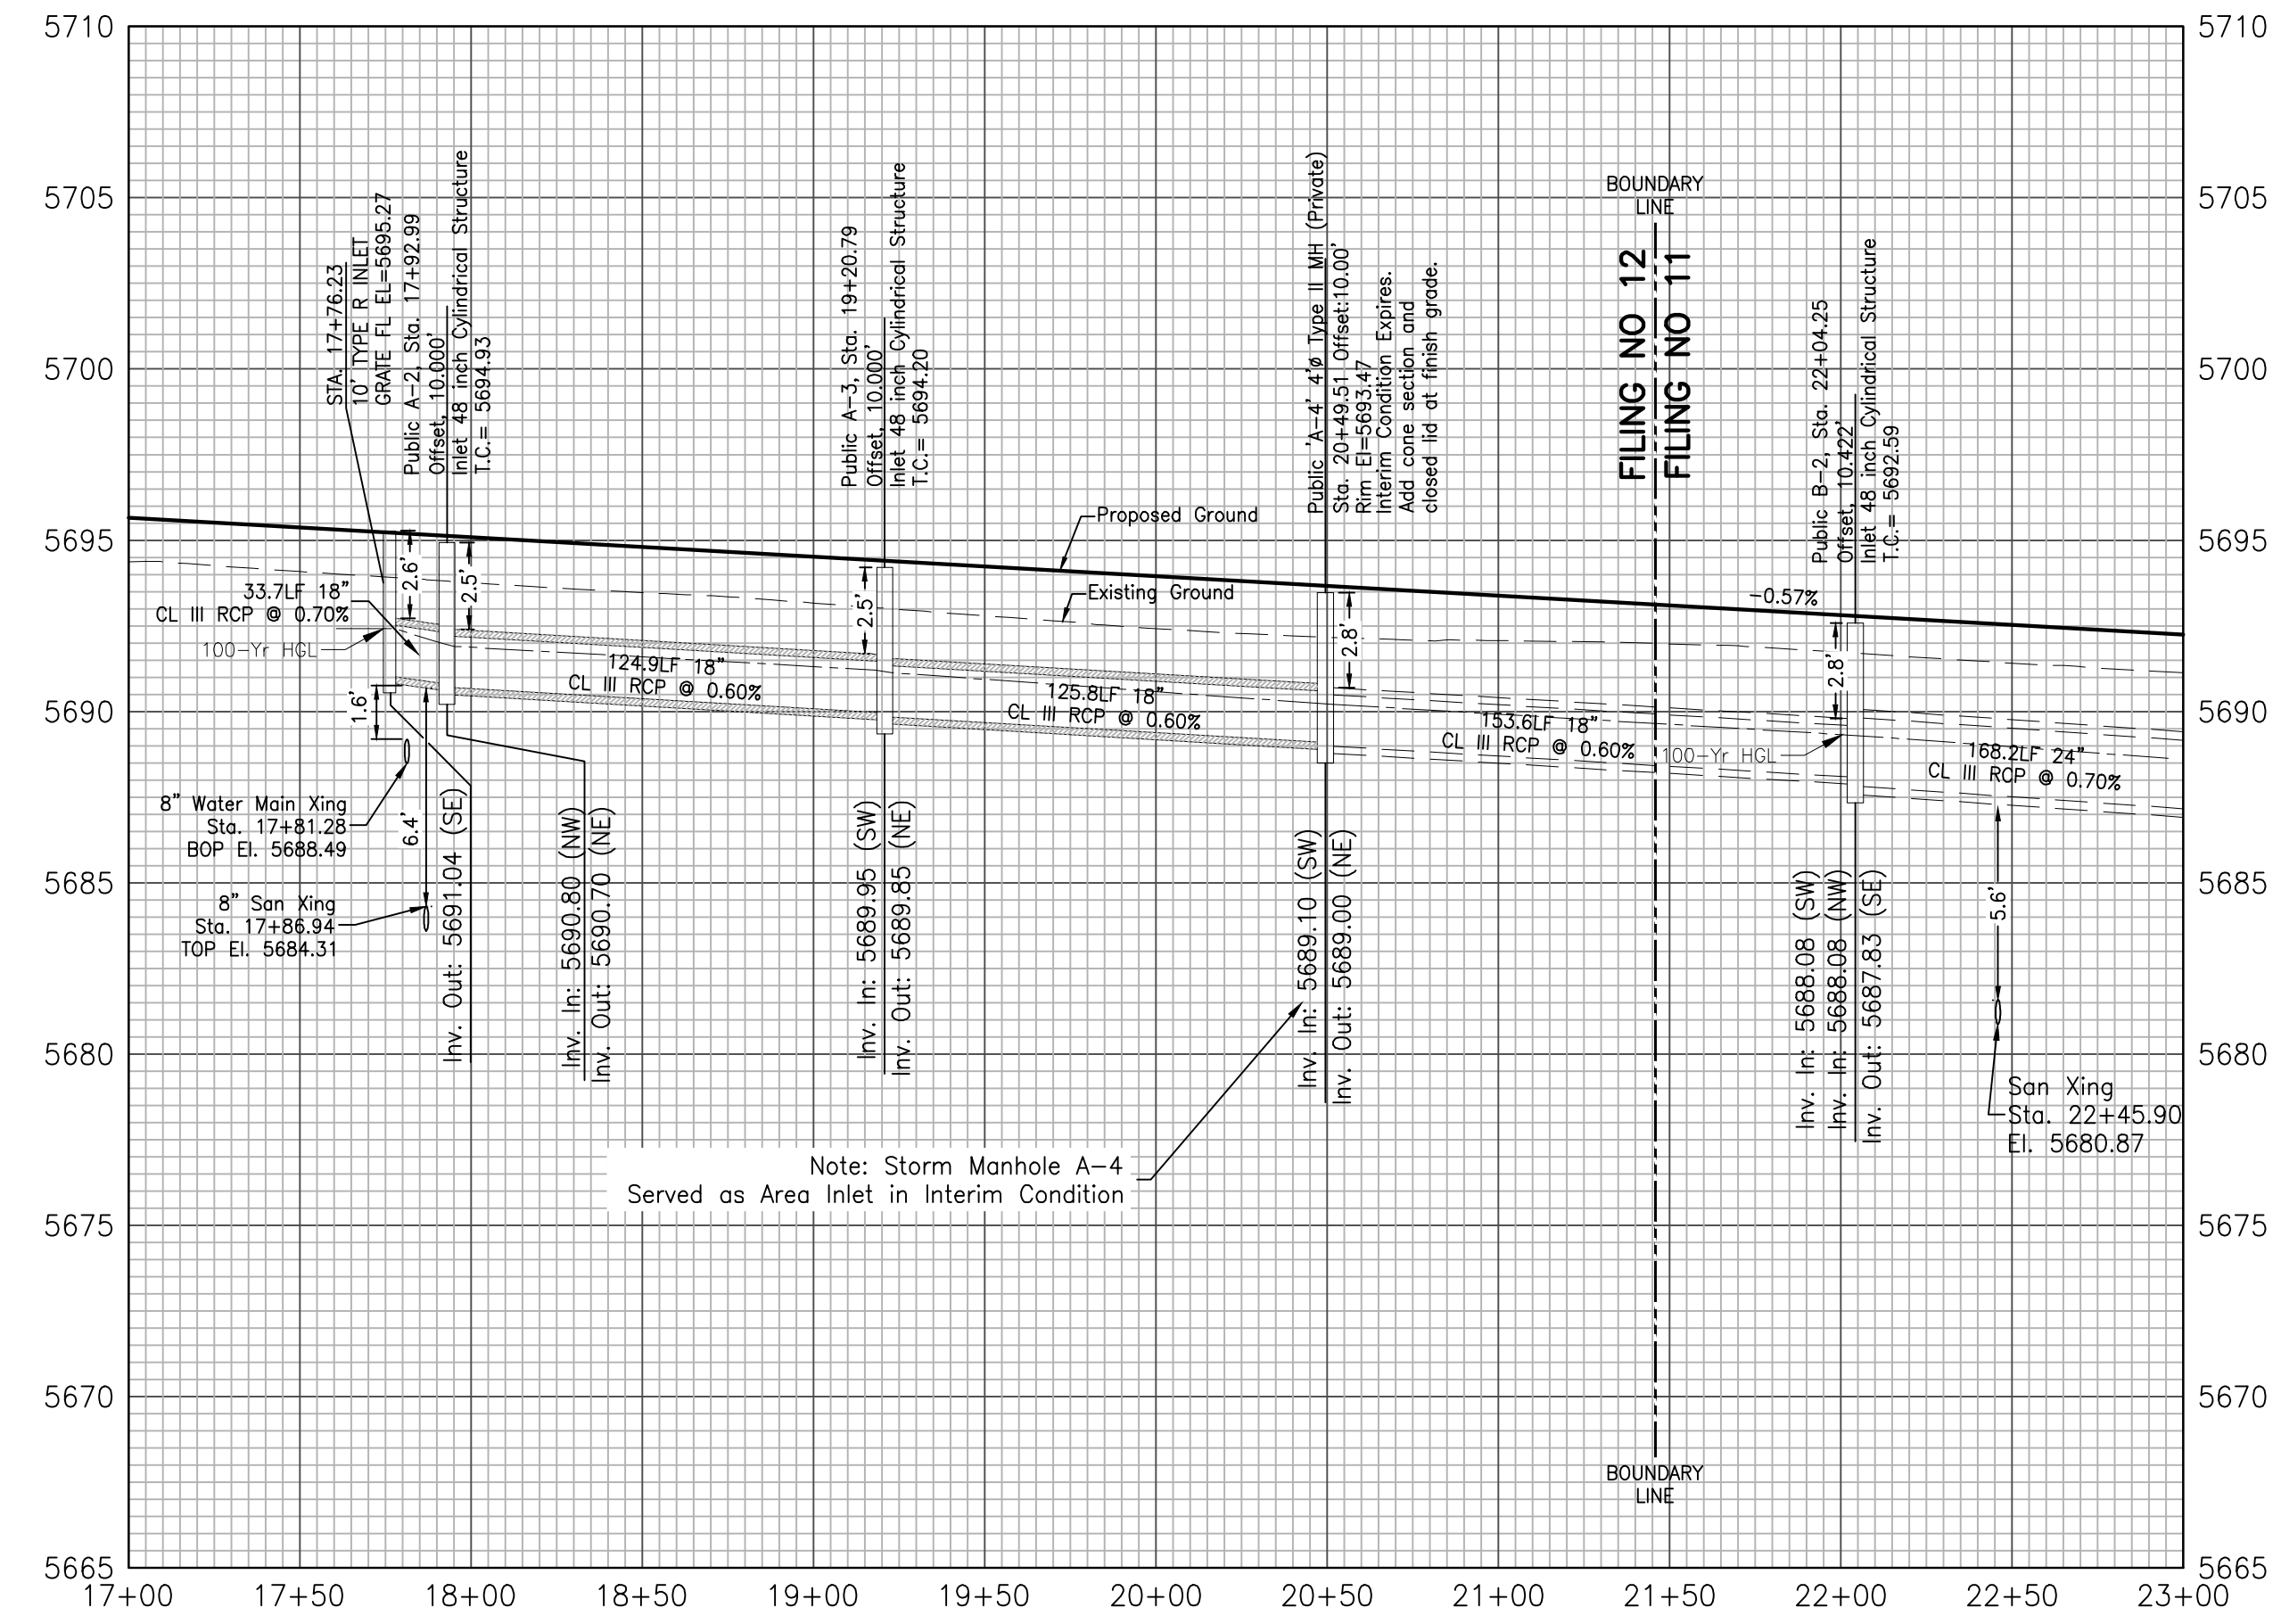 5710
5710
5705
5705
5700
5700
5695
5695
5690
5690
5685
5685
5680
5680
5675
5675
5670
5670
5665
5665
17+00
17+50
18+00
18+50
19+00
19+50
20+00
20+50
21+00
21+50
22+00
22+50
23+00
STA. 17+76.23
10' TYPE R INLET
GRATE FL EL=5695.27
Public A-2, Sta. 17+92.99
Offset, 10.000'
Inlet 48 inch Cylindrical Structure
T.C.= 5694.93
Public A-3, Sta. 19+20.79
Offset, 10.000'
Inlet 48 inch Cylindrical Structure
T.C.= 5694.20
Public 'A-4' 4'ø Type II MH (Private)
Sta. 20+49.51 Offset:10.00'
Rim El=5693.47
Interim Condition Expires.
Add cone section and
closed lid at finish grade.
BOUNDARY
LINE
FILING NO 12
FILING NO 11
Public B-2, Sta. 22+04.25
Offset, 10.422'
Inlet 48 inch Cylindrical Structure
T.C.= 5692.59
Proposed Ground
Existing Ground
-0.57%
2.6'
2.5'
2.5'
2.8'
2.8'
33.7LF 18"
CL III RCP @ 0.70%
100-Yr HGL
124.9LF 18"
CL III RCP @ 0.60%
125.8LF 18"
CL III RCP @ 0.60%
153.6LF 18"
CL III RCP @ 0.60%
100-Yr HGL
168.2LF 24"
CL III RCP @ 0.70%
1.6'
6.4'
5.6'
8" Water Main Xing
Sta. 17+81.28
BOP El. 5688.49
8" San Xing
Sta. 17+86.94
TOP El. 5684.31
Inv. Out: 5691.04 (SE)
Inv. In: 5690.80 (NW)
Inv. Out: 5690.70 (NE)
Inv. In: 5689.95 (SW)
Inv. Out: 5689.85 (NE)
Inv. In: 5689.10 (SW)
Inv. Out: 5689.00 (NE)
Inv. In: 5688.08 (SW)
Inv. In: 5688.08 (NW)
Inv. Out: 5687.83 (SE)
San Xing
Sta. 22+45.90
El. 5680.87
Note: Storm Manhole A-4
Served as Area Inlet in Interim Condition
BOUNDARY
LINE